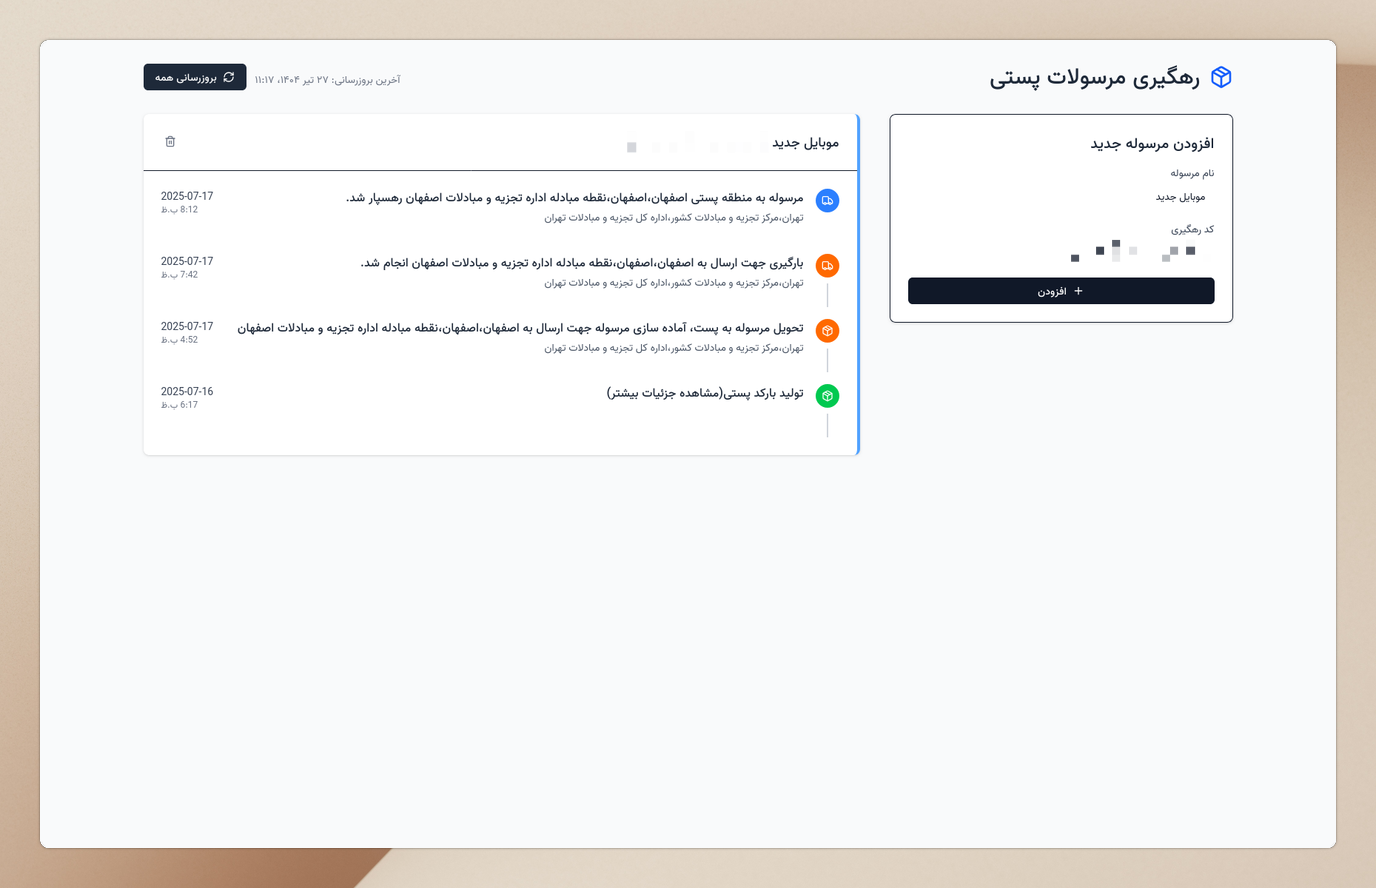 رهگیری مرسولات پستی
آخرین بروزرسانی: ۲۷ تیر ۱۴۰۴، ۱۱:۱۷
بروزرسانی همه
افزودن مرسوله جدید
نام مرسوله
موبایل جدید
کد رهگیری
افزودن
موبایل جدید
مرسوله به منطقه پستی اصفهان،اصفهان،نقطه مبادله اداره تجزیه و مبادلات اصفهان رهسپار شد.
2025-07-17
تهران،مرکز تجزیه و مبادلات کشور،اداره کل تجزیه و مبادلات تهران
8:12 ب.ظ
بارگیری جهت ارسال به اصفهان،اصفهان،نقطه مبادله اداره تجزیه و مبادلات اصفهان انجام شد.
2025-07-17
تهران،مرکز تجزیه و مبادلات کشور،اداره کل تجزیه و مبادلات تهران
7:42 ب.ظ
تحویل مرسوله به پست، آماده سازی مرسوله جهت ارسال به اصفهان،اصفهان،نقطه مبادله اداره تجزیه و مبادلات اصفهان
2025-07-17
تهران،مرکز تجزیه و مبادلات کشور،اداره کل تجزیه و مبادلات تهران
4:52 ب.ظ
تولید بارکد پستی(مشاهده جزئیات بیشتر)
2025-07-16
6:17 ب.ظ